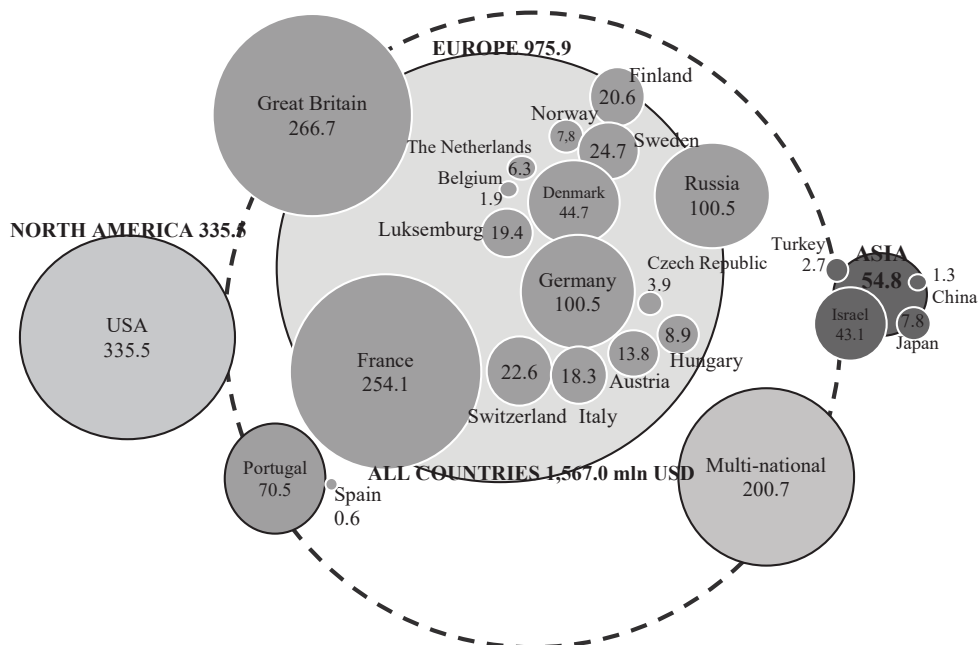 EUROPE 975.9
Finland
20.6
Great Britain
266.7
Norway
7,8
Sweden
24.7
The Netherlands
6.3
Belgium
1.9
Denmark
44.7
Russia
100.5
Luksemburg
19.4
NORTH AMERICA 335.5
USA
335.5
Germany
100.5
Czech Republic
3.9
Turkey
2.7
ASIA
54.8
1.3
China
Israel
43.1
7.8
Japan
France
254.1
8.9
Hungary
13.8
Austria
22.6
Switzerland
18.3
Italy
ALL COUNTRIES 1,567.0 mln USD
Portugal
70.5
Spain
0.6
Multi-national
200.7